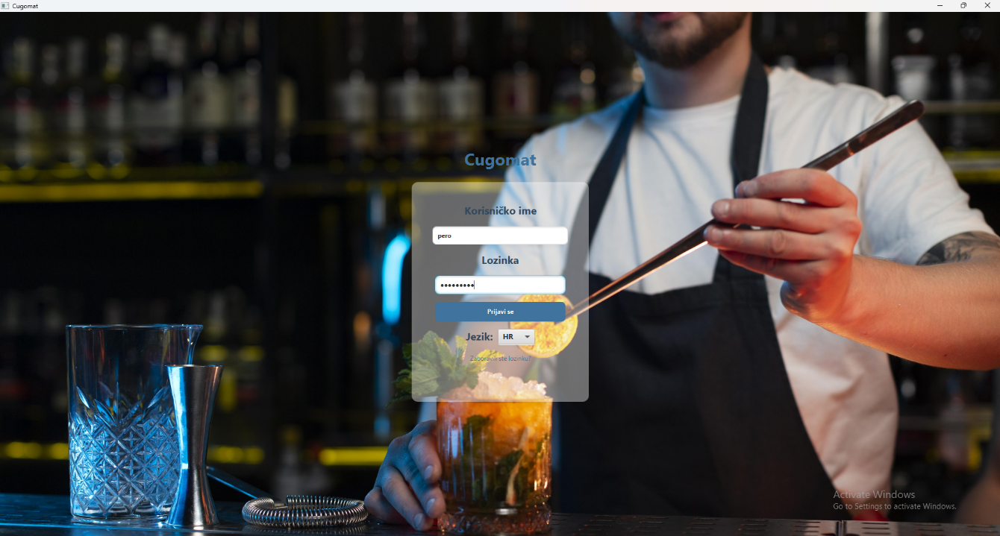 Cugomat
Cugomat
Korisničko ime
pero
Lozinka
•••••••••
Prijavi se
Jezik: HR
Zaboravili ste lozinku?
Activate Windows
Go to Settings to activate Windows.